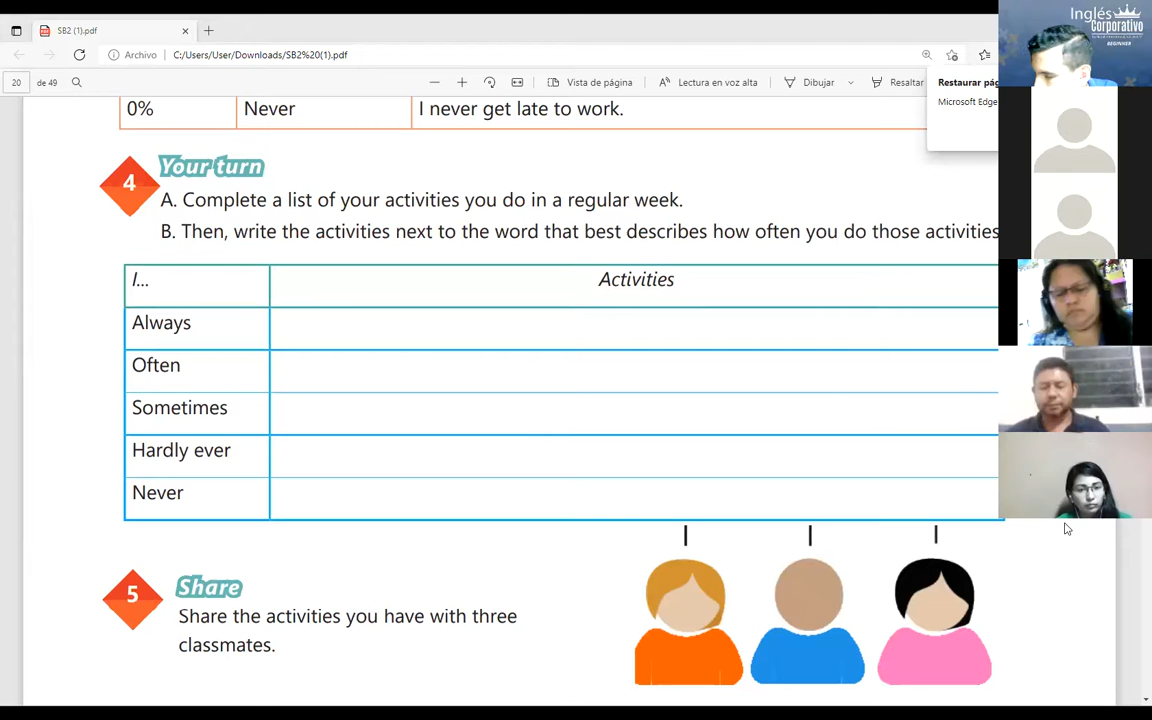 SB2 (1).pdf
Archivo
C:/Users/User/Downloads/SB2%20(1).pdf
20
de 49
Vista de página
Lectura en voz alta
Dibujar
Resaltar
Restaurar pág
Microsoft Edge
Inglés
Corporativo
BEGINNER
0%
Never
I never get late to work.
4
Your turn
A. Complete a list of your activities you do in a regular week.
B. Then, write the activities next to the word that best describes how often you do those activities
I...
Activities
Always
Often
Sometimes
Hardly ever
Never
5
Share
Share the activities you have with three
classmates.